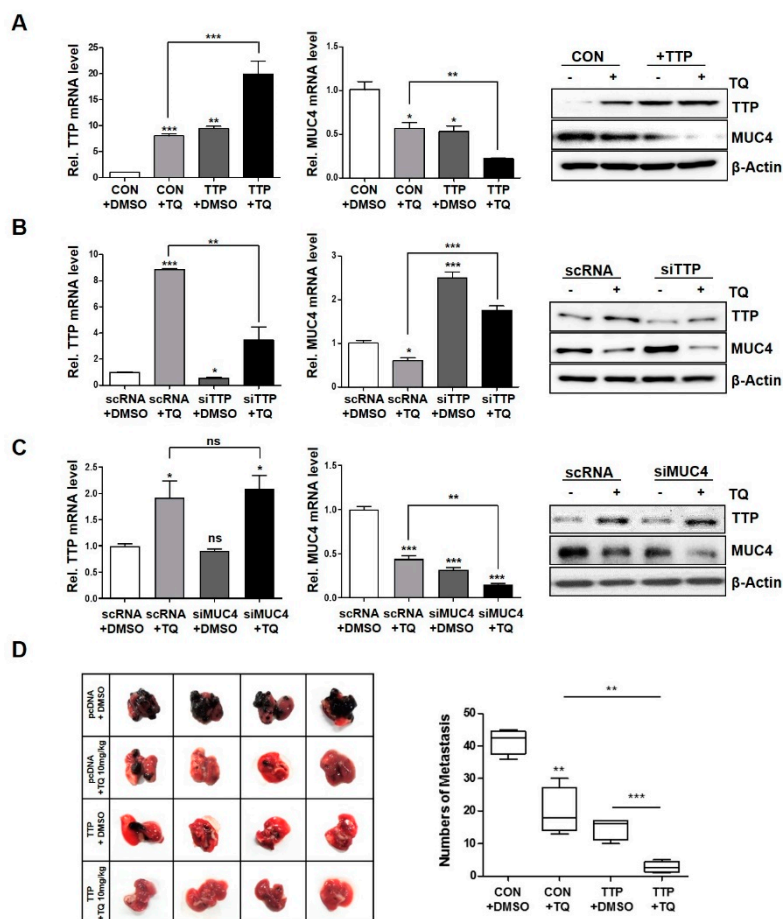 A
Rel. TTP mRNA level
25
20
15
10
5
0
***
***
**
CON +DMSO
CON +TQ
TTP +DMSO
TTP +TQ
Rel. MUC4 mRNA level
1.5
1.0
0.5
0.0
**
*
*
CON +DMSO
CON +TQ
TTP +DMSO
TTP +TQ
CON +TTP
- + - + TQ
TTP
MUC4
β-Actin
B
Rel. TTP mRNA level
10
8
6
4
2
0
**
***
*
scRNA +DMSO
scRNA +TQ
siTTP +DMSO
siTTP +TQ
Rel. MUC4 mRNA level
3
2
1
0
***
***
*
scRNA +DMSO
scRNA +TQ
siTTP +DMSO
siTTP +TQ
scRNA siTTP
- + - + TQ
TTP
MUC4
β-Actin
C
Rel. TTP mRNA level
2.5
2.0
1.5
1.0
0.5
0.0
ns
*
ns
*
scRNA +DMSO
scRNA +TQ
siMUC4 +DMSO
siMUC4 +TQ
Rel. MUC4 mRNA level
1.5
1.0
0.5
0.0
**
***
***
***
scRNA +DMSO
scRNA +TQ
siMUC4 +DMSO
siMUC4 +TQ
scRNA siMUC4
- + - + TQ
TTP
MUC4
β-Actin
D
pcDNA + DMSO
pcDNA +TQ 10mg/kg
TTP + DMSO
TTP +TQ 10mg/kg
Numbers of Metastasis
50
40
30
20
10
0
**
**
***
CON +DMSO
CON +TQ
TTP +DMSO
TTP +TQ